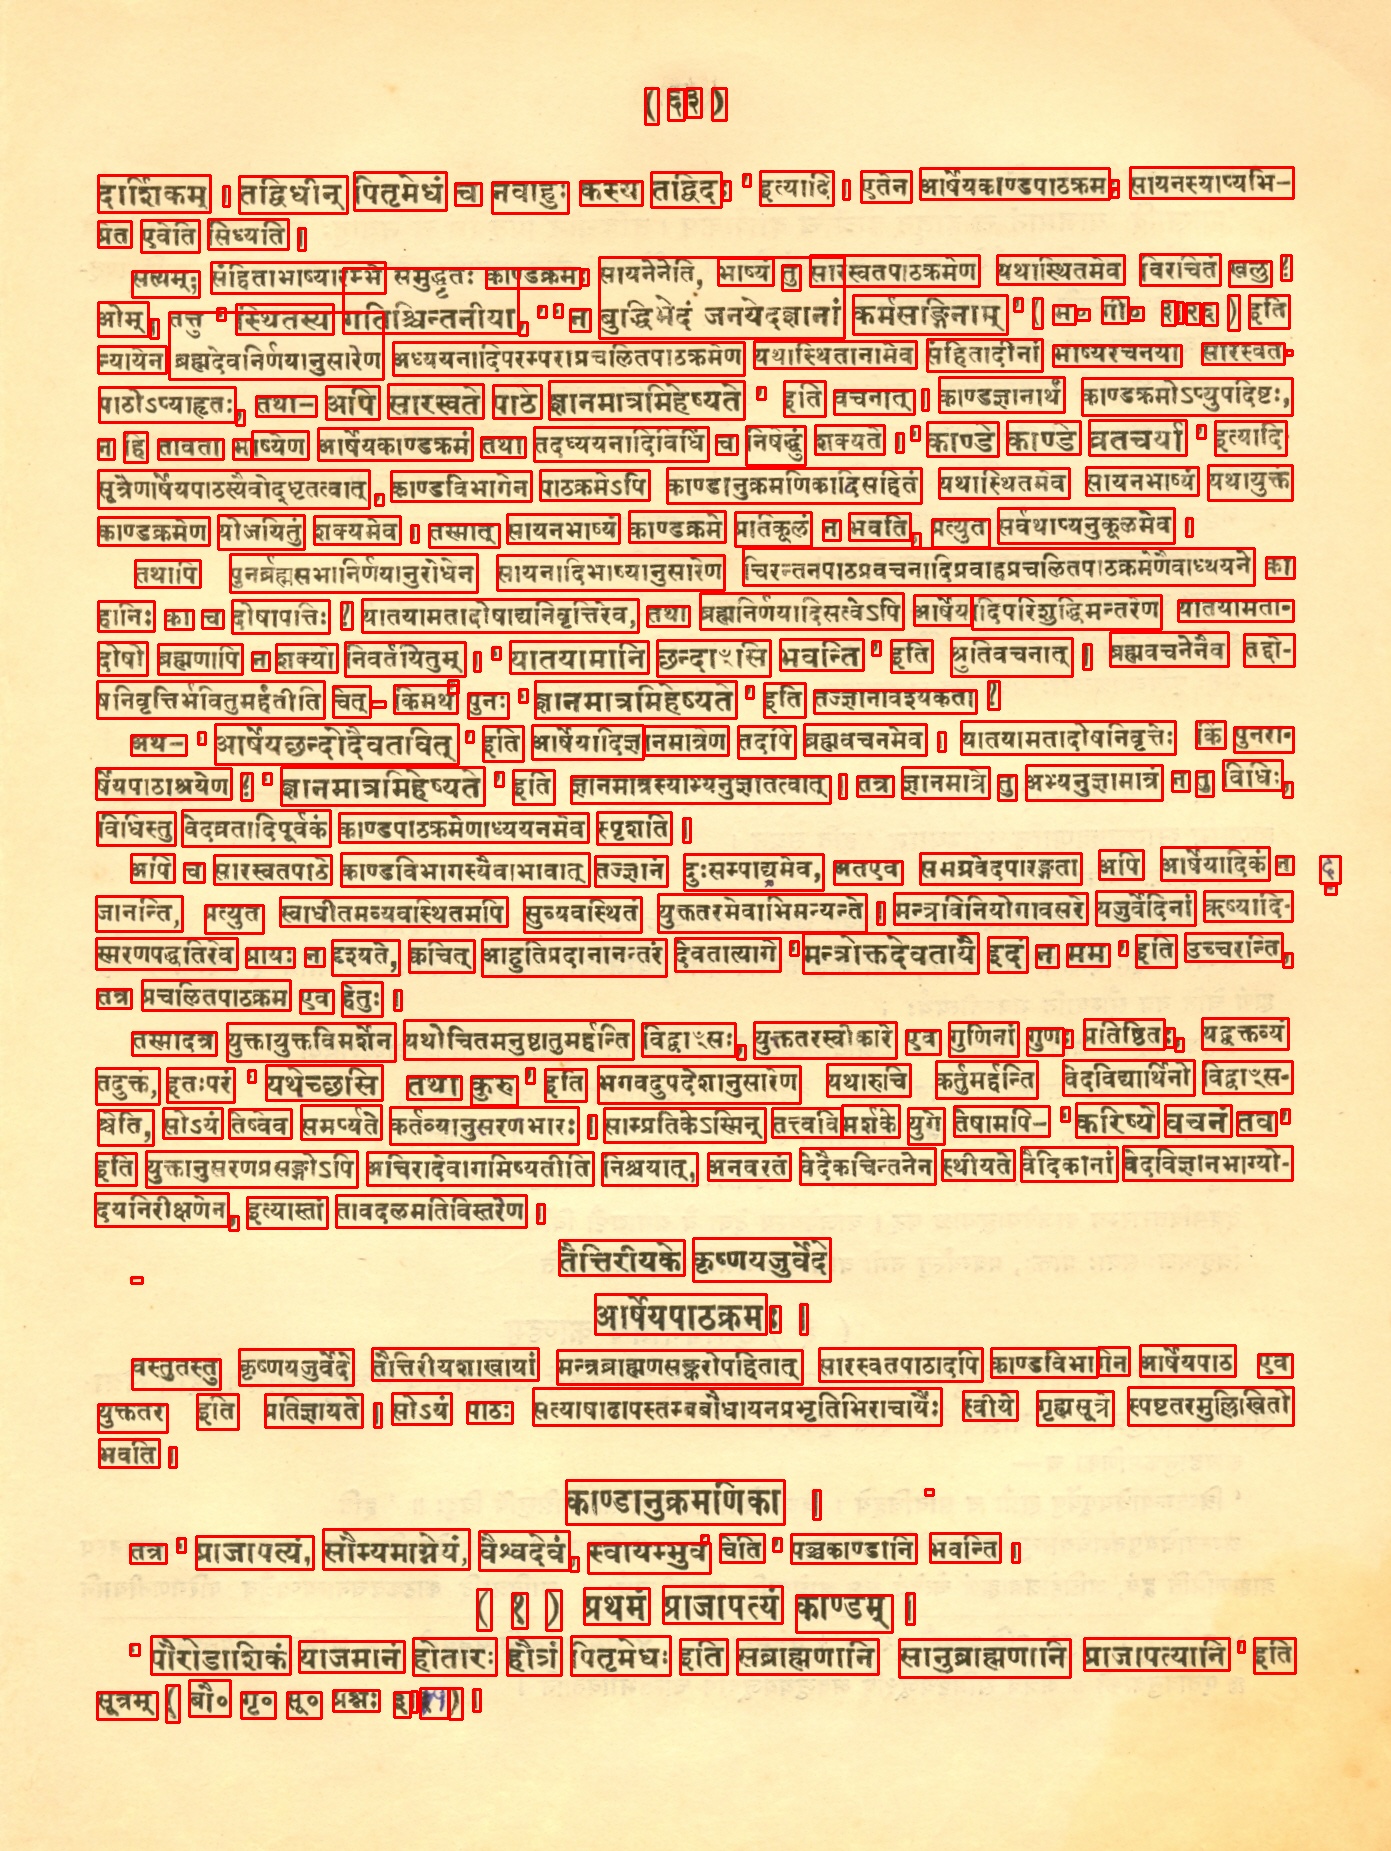 ( ६३ )
दार्शिकम् । तद्विधीन् पितृमेधं च नवाहुः कस्य तद्विदः ' इत्यादि । एतेन आर्षेयकाण्डपाठक्रमः सायनस्याप्यभि-
प्रेत एवेति सिध्यति ।
सत्यम्; संहिताभाष्यारम्भे समुद्धृतः काण्डक्रमः सायनेनेति, भाष्यं तु सारस्वतपाठक्रमेण यथास्थितमेव विरचितं खलु ?
ओम्, तत्तु ' स्थितस्य गतिश्चिन्तनीया, ' ' न बुद्धिभेदं जनयेदज्ञानां कर्मसाङ्गिनाम् ' ( भ० गी० ३।२६ ) इति
न्यायेन ब्रह्मदेवनिर्णयानुसारेण अध्ययनादिपरम्पराप्रचलितपाठक्रमेण यथास्थितानामेव संहितादीनां भाष्यरचनया सारस्वत-
पाठोऽप्याहृतः, तथा- आपि सारस्वते पाठे ज्ञानमात्रमिहेष्यते ' इति वचनात् । काण्डज्ञानार्थं काण्डक्रमोऽप्युपदिष्टः,
न हि तावता भाष्येण आर्षेयकाण्डक्रमं तथा तदध्ययनादिविधिं च निषेद्धुं शक्यते । ' काण्डे काण्डे व्रतचर्या ' इत्यादि
सूत्रैणार्षेयपाठस्यैवोद्धृतत्वात्, काण्डविभागेन पाठक्रमेऽपि काण्डानुक्रमणिकादिसहितं यथास्थितमेव सायनभाष्यं यथायुक्तं
काण्डक्रमेण योजयितुं शक्यमेव । तस्मात् सायनभाष्यं काण्डक्रमे प्रतिकूलं न भवति, प्रत्युत सर्वथाप्यनुकूलमेव ।
तथापि पुनर्ब्रह्मसभानिर्णयानुरोधेन सायनादिभाष्यानुसारेण चिरन्तनपाठप्रवचनादिप्रवाहप्रचलितपाठक्रमेणैवाध्ययने का
हानिः का च दोषापत्तिः ? यातयामतादोषाद्यनिवृत्तिरेव, तथा ब्रह्मनिर्णयादिसत्वेऽपि आर्षेयादिपरिशुद्धिमन्तरेण यातयामता-
दोषो ब्रह्मणापि न शक्यो निवर्तयितुम् । ' यातयामानि छन्दाꣳसि भवन्ति ' इति श्रुतिवचनात् । ब्रह्मवचनेनैव तद्दो-
षनिवृत्तिर्भवितुमर्हतीति चेत्- किमर्थं पुनः ' ज्ञानमात्रमिहेष्यते ' इति तज्ज्ञानावश्यकता ?
अथ- ' आर्षेयछन्दोदैवतावित् ' इति आर्षेयादिज्ञानमात्रेण तदपि ब्रह्मवचनमेव । यातयामतादोषनिवृत्तेः किं पुनरा-
र्षेयपाठाश्रयेण ? ' ज्ञानमात्रमिहेष्यते ' इति ज्ञानमात्रस्याभ्यनुज्ञातत्वात् । तत्र ज्ञानमात्रे तु अभ्यनुज्ञामात्रं न तु विधिः,
विधिस्तु वेदव्रतादिपूर्वकं काण्डपाठक्रमेणाध्ययनमेव स्पृशति ।
अपि च सारस्वतपाठे काण्डविभागस्यैवाभावात् तज्ज्ञानं दुःसम्पाद्यमेव, अतएव समग्रवेदपारङ्गता अपि आर्षेयादिकं न
जानन्ति, प्रत्युत स्वाधीतमव्यवस्थितमपि सुव्यवस्थितं युक्ततरमेवाभिमन्यन्ते । मन्त्रविनियोगावसरे यजुर्वेदिनां ऋष्यादि-
स्मरणपद्धतिरेव प्रायः न दृश्यते, क्वचित् आहुतिप्रदानानन्तरं देवतात्यागे ' मन्त्रोक्तदेवतायै इदं न मम ' इति उच्चरन्ति,
तत्र प्रचलितपाठक्रम एव हेतुः ।
तस्मादत्र युक्तायुक्तविमर्शेन यथोचितमनुष्ठातुमर्हन्ति विद्वाꣳसः, युक्ततरस्वीकारे एव गुणिनां गुणः प्रतिष्ठितः, यद्वक्तव्यं
तदुक्तं, इतःपरं ' यथेच्छसि तथा कुरु ' इति भगवदुपदेशानुसारेण यथारुचि कर्तुमर्हन्ति वेदविद्यार्थिनो विद्वाꣳस-
श्चेति, सोऽयं तेष्वेव समर्प्यते कर्तव्यानुसरणभारः । साम्प्रतिकेऽस्मिन् तत्त्वविमर्शके युगे तेषामपि- ' करिष्ये वचनं तव '
इति युक्तानुसरणप्रसङ्गोऽपि अचिरादेवागमिष्यतीति निश्चयात्, अनवरतं वेदैकचिन्तनेन स्थीयते वैदिकानां वेदविज्ञानभाग्यो-
दयनिरीक्षणेन, इत्यास्तां तावदलमतिविस्तरेण ।
तैत्तिरीयके कृष्णयजुर्वेदे
आर्षेयपाठक्रमः ।
वस्तुतस्तु कृष्णयजुर्वेदे तैत्तिरीयशाखायां मन्त्रब्राह्मणसङ्करोपहितात् सारस्वतपाठादपि काण्डविभागेन आर्षेयपाठ एव
युक्ततर इति प्रतिज्ञायते । सोऽयं पाठः सत्याषाढापस्तम्बबौधायनप्रभृतिभिराचार्यैः स्वीये गृह्यसूत्रे स्पष्टतरमुल्लिखितो
भवति ।
काण्डानुक्रमणिका ।
तत्र ' प्राजापत्यं, सौम्यमाग्नेयं, वैश्वदेवं, स्वायम्भुवं चेति ' पञ्चकाण्डानि भवन्ति ।
( १ ) प्रथमं प्राजापत्यं काण्डम् ।
' पौरोडाशिकं याजमानं होतारः हौत्रं पितृमेधः इति सब्राह्मणानि सानुब्राह्मणानि प्राजापत्यानि ' इति
सूत्रम् ( बौ० गृ० सू० प्रश्नः ३। ) ।